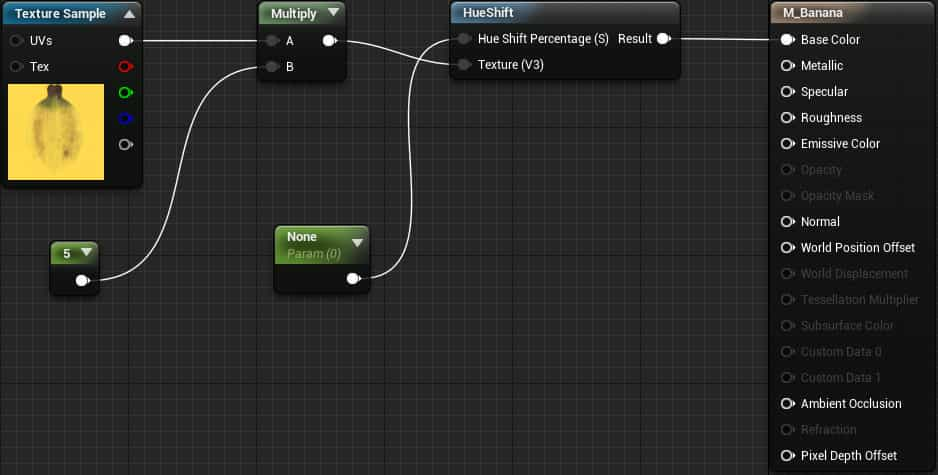 Texture Sample
UVs
Tex
Multiply
A
B
HueShift
Hue Shift Percentage (S) Result
Texture (V3)
5
None
Param (0)
M_Banana
Base Color
Metallic
Specular
Roughness
Emissive Color
Opacity
Opacity Mask
Normal
World Position Offset
World Displacement
Tessellation Multiplier
Subsurface Color
Custom Data 0
Custom Data 1
Ambient Occlusion
Refraction
Pixel Depth Offset